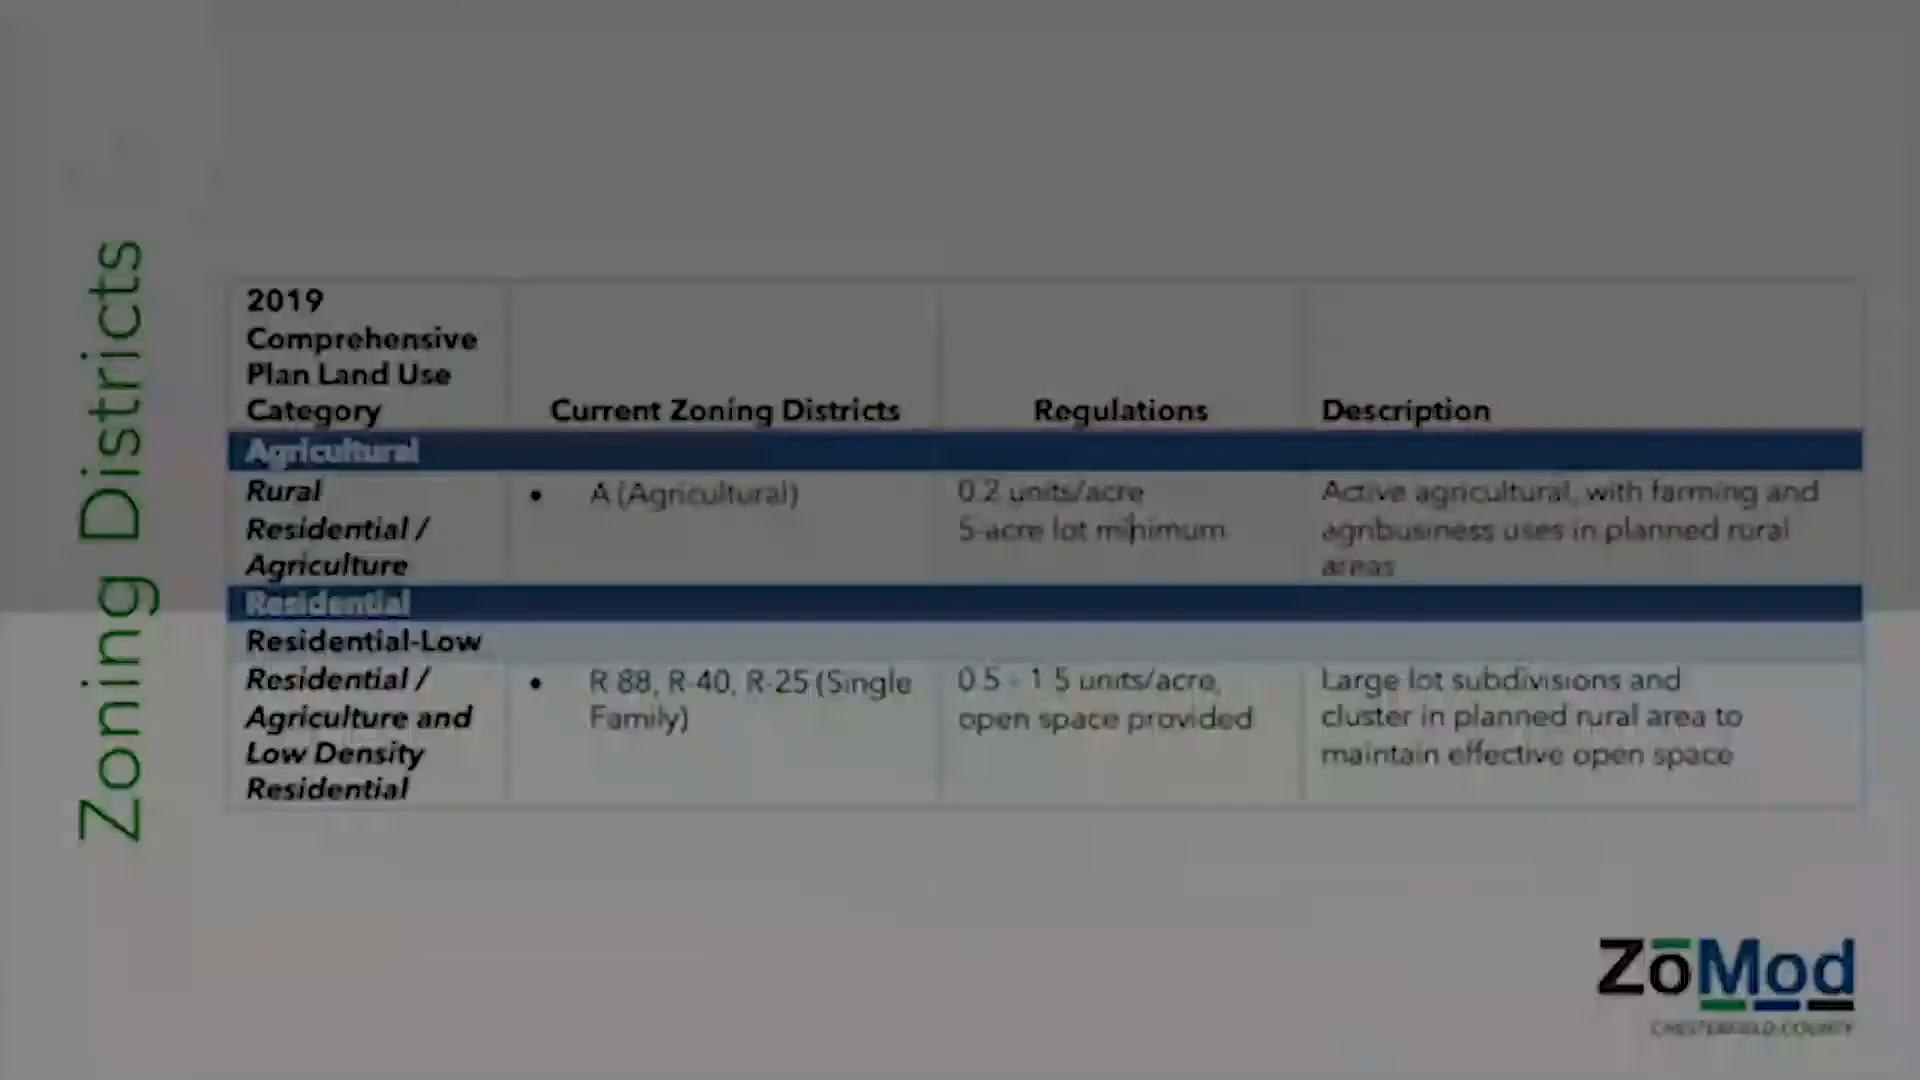 Zoning Districts
2019
Comprehensive
Plan Land Use
Category
Current Zoning Districts
Regulations
Description
Agricultural
Rural
Residential /
Agriculture
• A (Agricultural)
0.2 units/acre
5-acre lot minimum
Active agricultural, with farming and
agribusiness uses in planned rural
areas
Residential
Residential-Low
Residential /
Agriculture and
Low Density
Residential
• R-88, R-40, R-25 (Single
Family)
0.5 - 1.5 units/acre,
open space provided
Large lot subdivisions and
cluster in planned rural area to
maintain effective open space
ZōMod
CHESTERFIELD COUNTY